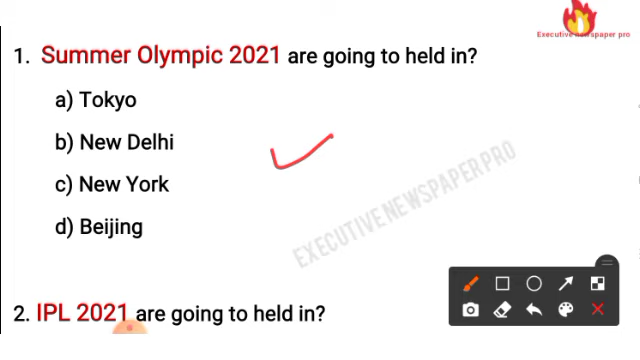 Executive newspaper pro
1. Summer Olympic 2021 are going to held in?
a) Tokyo
b) New Delhi
c) New York
d) Beijing
EXECUTIVE NEWSPAPER PRO
2. IPL 2021 are going to held in?